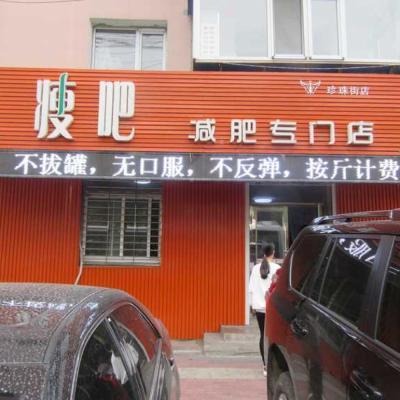 珍珠街店
瘦吧 减肥专门店
不拔罐，无口服，不反弹，按斤计费